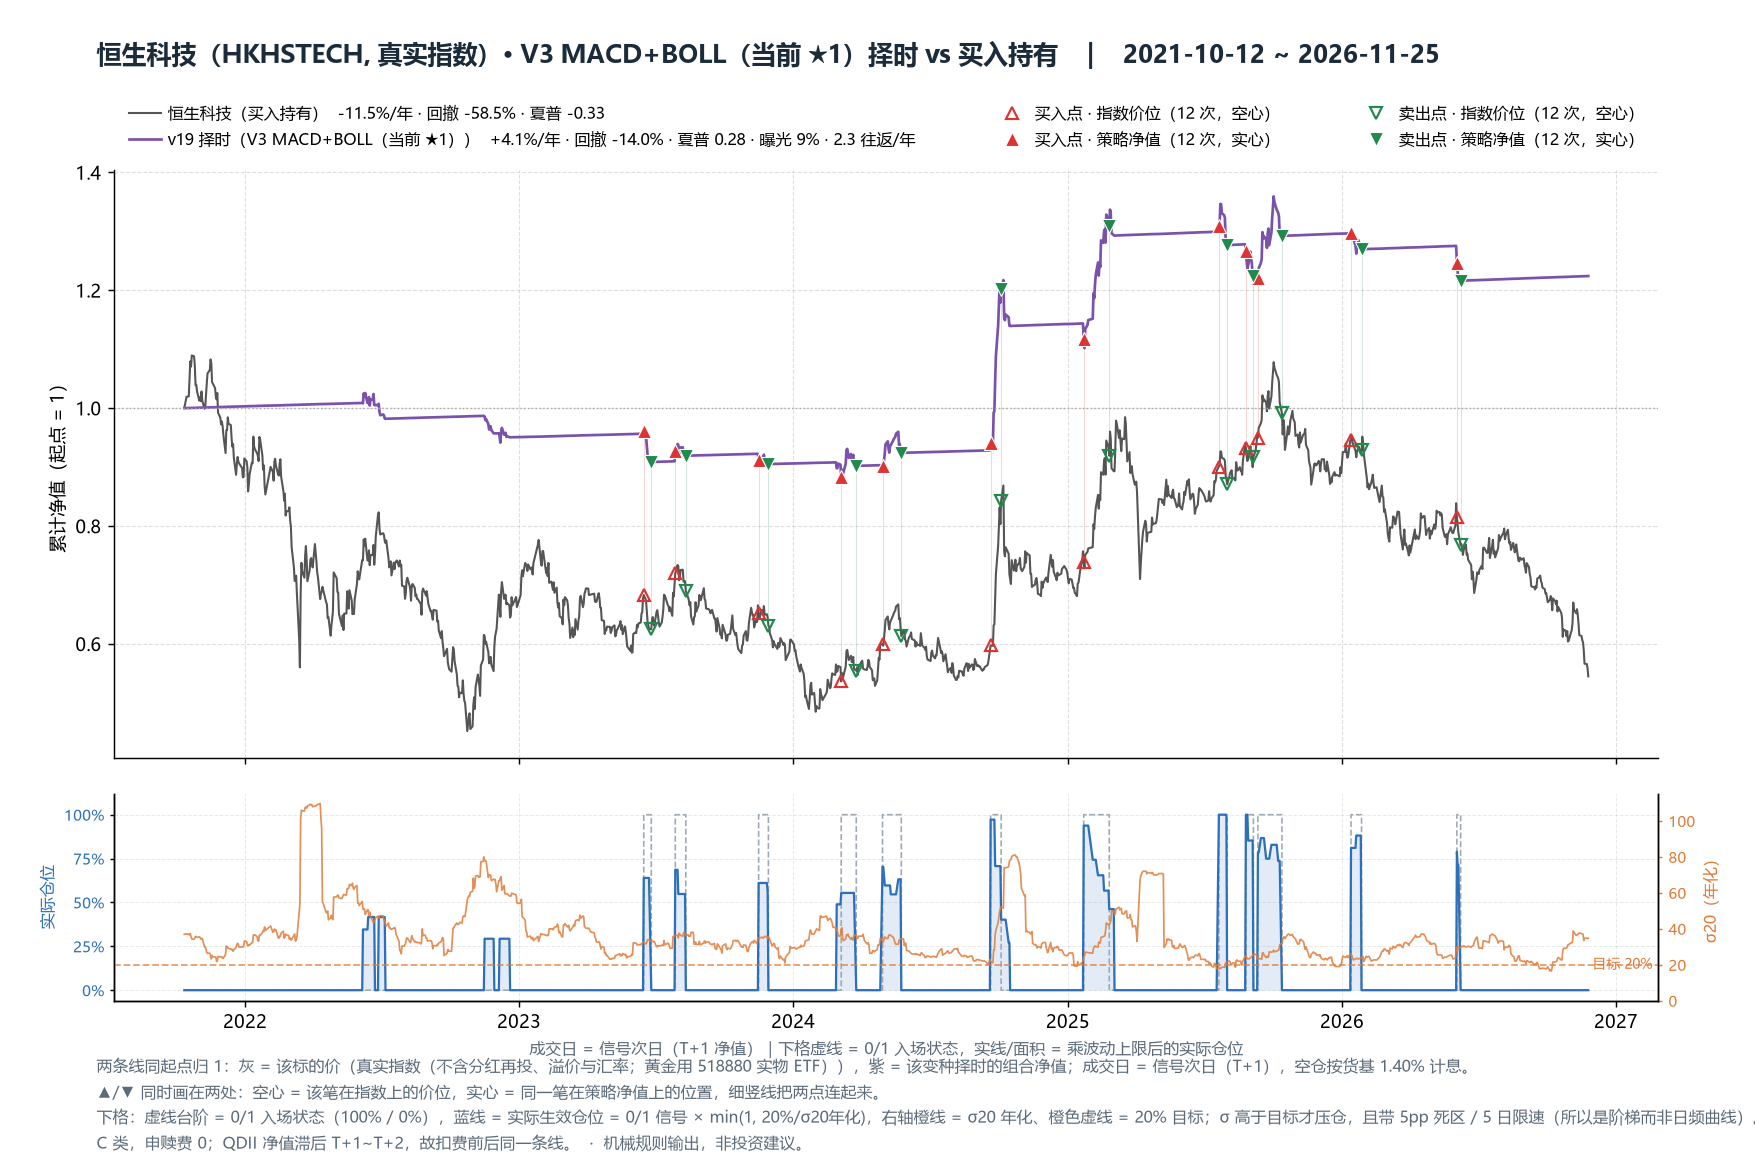 恒生科技（HKHSTECH, 真实指数）• V3 MACD+BOLL（当前 ★1）择时 vs 买入持有 | 2021-10-12 ~ 2026-11-25
恒生科技（买入持有） -11.5%/年 · 回撤 -58.5% · 夏普 -0.33
v19 择时（V3 MACD+BOLL（当前 ★1）） +4.1%/年 · 回撤 -14.0% · 夏普 0.28 · 曝光 9% · 2.3 往返/年
买入点 · 指数价位（12 次，空心）
买入点 · 策略净值（12 次，实心）
卖出点 · 指数价位（12 次，空心）
卖出点 · 策略净值（12 次，实心）
累计净值（起点 = 1）
1.4
1.2
1.0
0.8
0.6
实际仓位
100%
75%
50%
25%
0%
σ20（年化）
100
80
60
40
20
0
目标 20%
2022
2023
2024
2025
2026
2027
成交日 = 信号次日（T+1 净值）｜下格虚线 = 0/1 入场状态，实线/面积 = 乘波动上限后的实际仓位
两条线同起点归 1：灰 = 该标的价（真实指数（不含分红再投、溢价与汇率；黄金用 518880 实物 ETF）），紫 = 该变种择时的组合净值；成交日 = 信号次日（T+1），空仓按货基 1.40% 计息。
▲/▼ 同时画在两处：空心 = 该笔在指数上的价位，实心 = 同一笔在策略净值上的位置，细竖线把两点连起来。
下格：虚线台阶 = 0/1 入场状态（100% / 0%），蓝线 = 实际生效仓位 = 0/1 信号 × min(1, 20%/σ20年化)，右轴橙线 = σ20 年化、橙色虚线 = 20% 目标；σ 高于目标才压仓，且带 5pp 死区 / 5 日限速（所以是阶梯而非日频曲线）。
C 类，申赎费 0；QDII 净值滞后 T+1~T+2，故扣费前后同一条线。 · 机械规则输出，非投资建议。